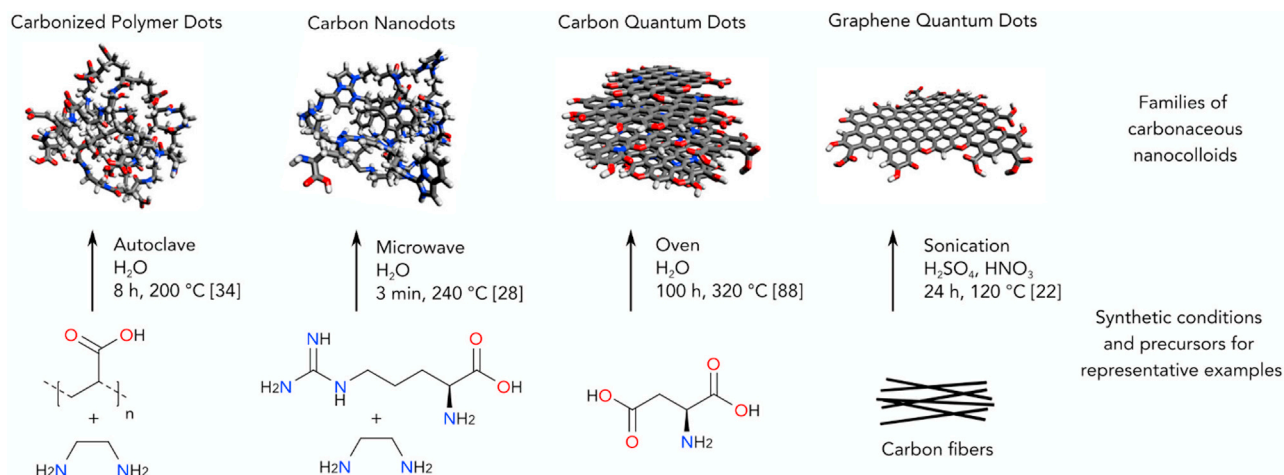 Carbonized Polymer Dots
Carbon Nanodots
Carbon Quantum Dots
Graphene Quantum Dots
Families of
carbonaceous
nanocolloids
Autoclave
H₂O
8 h, 200 °C [34]
Microwave
H₂O
3 min, 240 °C [28]
Oven
H₂O
100 h, 320 °C [88]
Sonication
H₂SO₄, HNO₃
24 h, 120 °C [22]
Synthetic conditions
and precursors for
representative examples
O
OH
n
+
H₂N
NH₂
NH
H₂N
N
H
O
OH
NH₂
+
H₂N
NH₂
HO
O
O
OH
NH₂
Carbon fibers